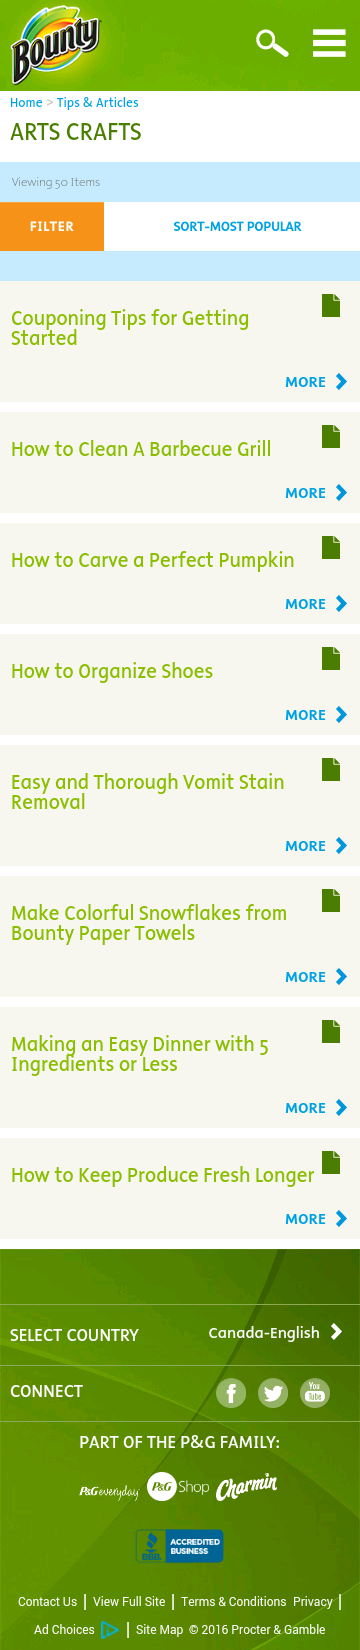 Bounty
Home > Tips & Articles
ARTS CRAFTS
Viewing 50 Items
FILTER
SORT-MOST POPULAR
Couponing Tips for Getting
Started
MORE
How to Clean A Barbecue Grill
MORE
How to Carve a Perfect Pumpkin
MORE
How to Organize Shoes
MORE
Easy and Thorough Vomit Stain
Removal
MORE
Make Colorful Snowflakes from
Bounty Paper Towels
MORE
Making an Easy Dinner with 5
Ingredients or Less
MORE
How to Keep Produce Fresh Longer
MORE
SELECT COUNTRY Canada-English
CONNECT f You Tube
PART OF THE P&G FAMILY:
P&G everyday P&G Shop Charmin
BBB ACCREDITED BUSINESS
Contact Us | View Full Site | Terms & Conditions Privacy |
Ad Choices | Site Map © 2016 Procter & Gamble